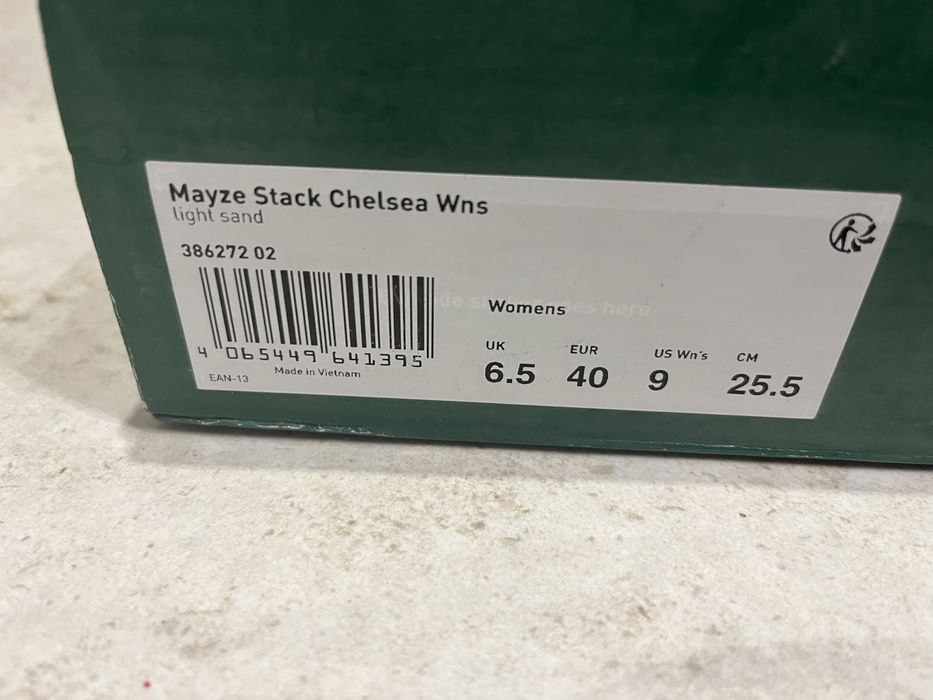 Mayze Stack Chelsea Wns
light sand
386272 02
4 065449 641395
EAN-13
Made in Vietnam
Womens
UK EUR US Wn's CM
6.5 40 9 25.5